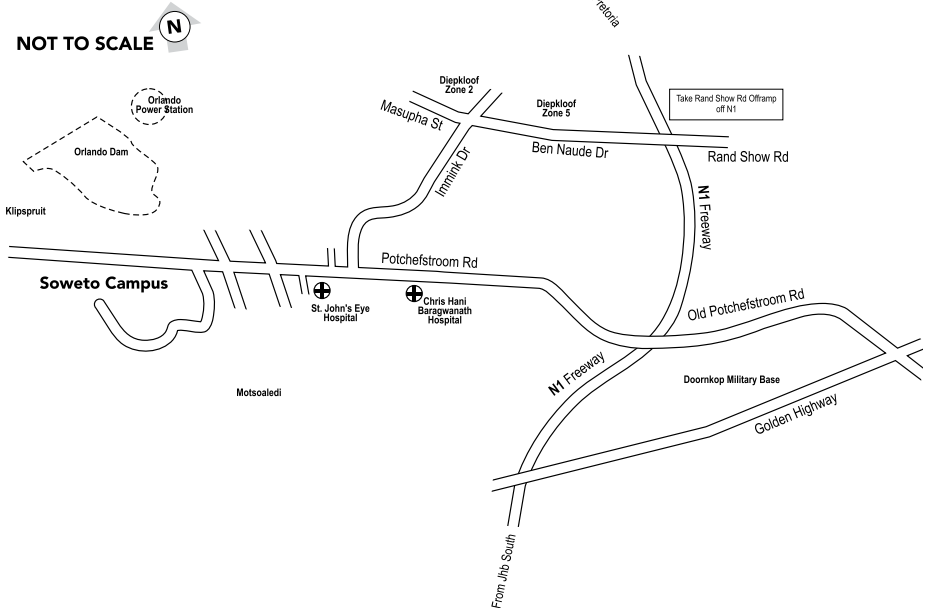 retoria
N
NOT TO SCALE
Diepkloof
Zone 2
Orlando
Power Station
Diepkloof
Zone 5
Take Rand Show Rd Offramp
off N1
Masupha St
Ben Naude Dr
Rand Show Rd
Orlando Dam
Immink Dr
N1 Freeway
Klipspruit
Potchefstroom Rd
Soweto Campus
St. John's Eye
Hospital
Chris Hani
Baragwanath
Hospital
Old Potchefstroom Rd
N1 Freeway
Doornkop Military Base
Motsoaledi
Golden Highway
From Jhb South